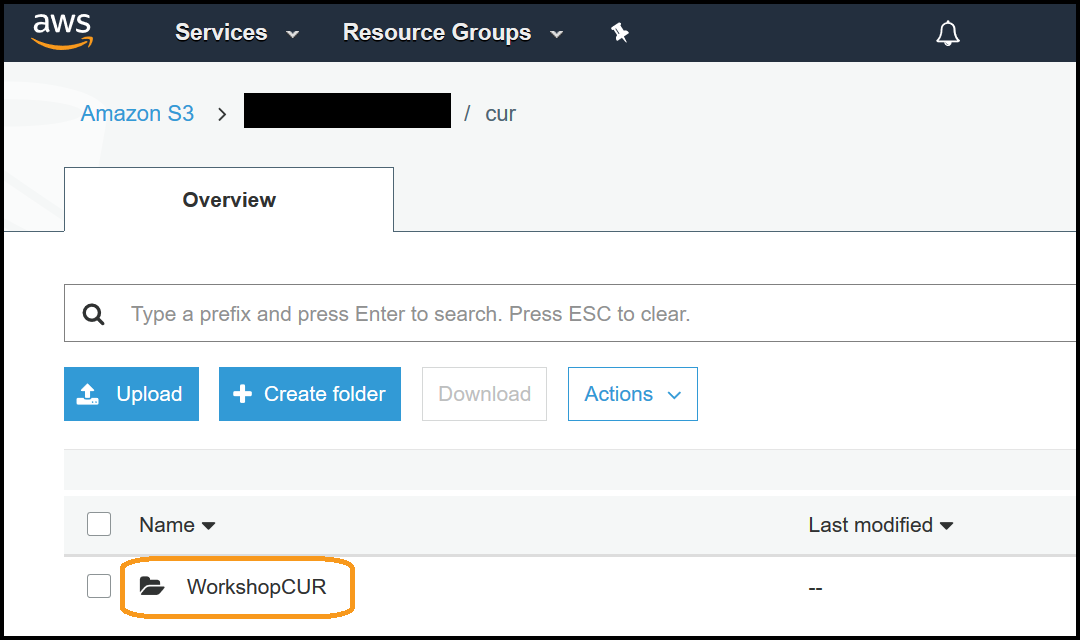 aws Services Resource Groups
Amazon S3 > / cur
Overview
Type a prefix and press Enter to search. Press ESC to clear.
Upload + Create folder Download Actions
Name Last modified
WorkshopCUR --